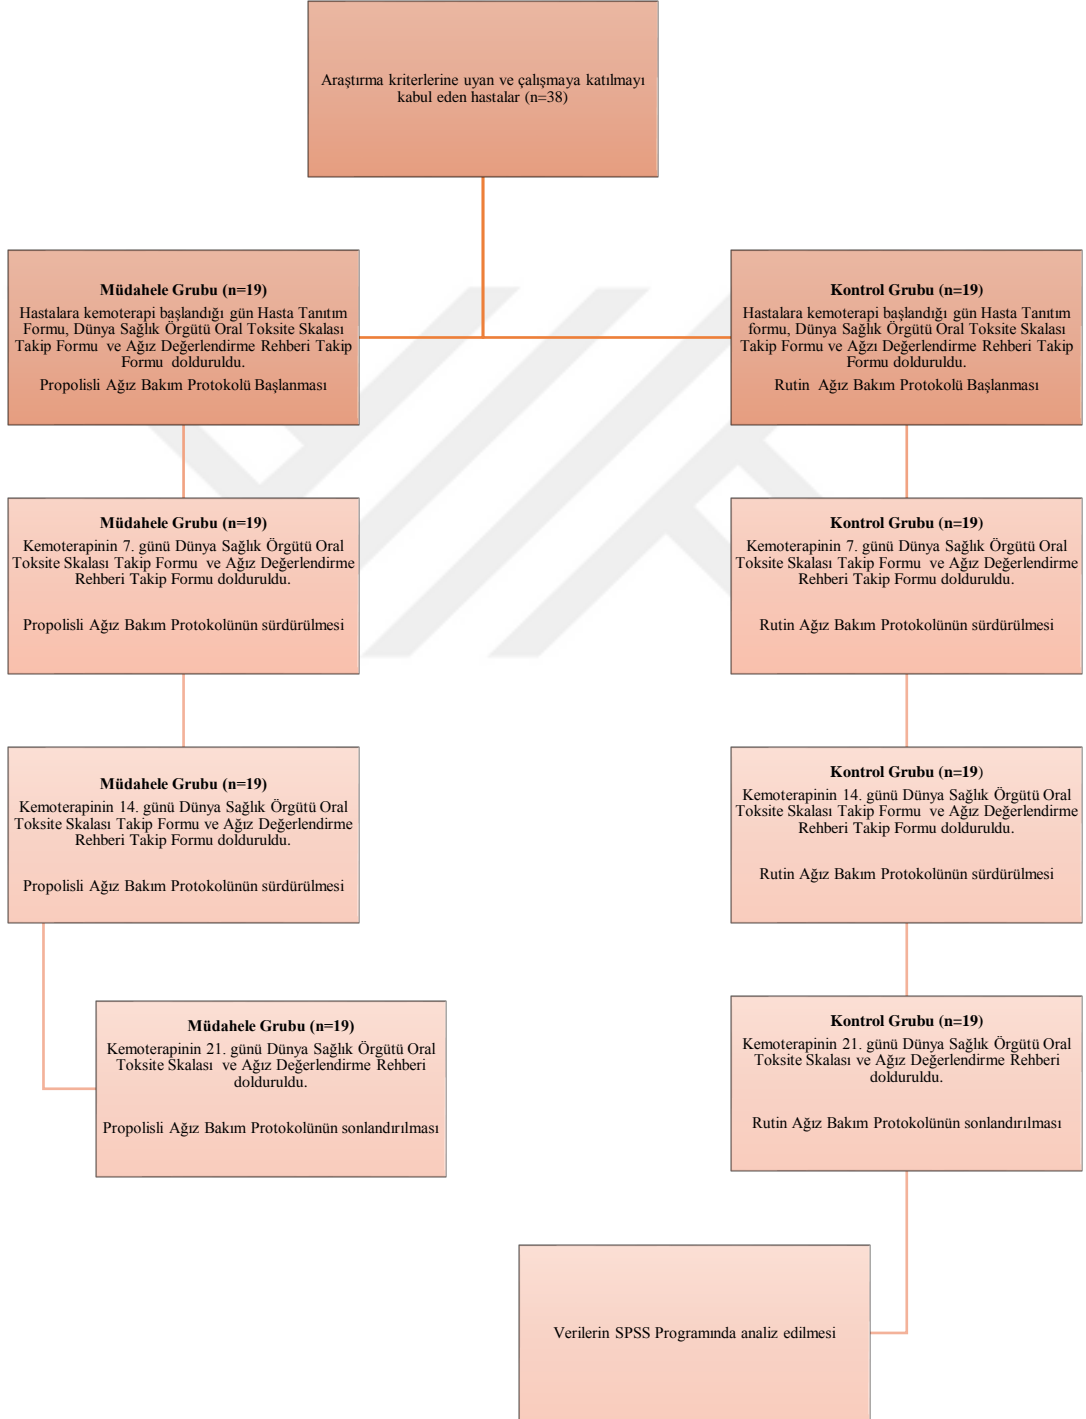 Araştırma kriterlerine uyan ve çalışmaya katılmayı
kabul eden hastalar (n=38)
Müdahele Grubu (n=19)
Hastalara kemoterapi başlandığı gün Hasta Tanıtım
Formu, Dünya Sağlık Örgütü Oral Toksite Skalası
Takip Formu ve Ağız Değerlendirme Rehberi Takip
Formu dolduruldu.
Propolisli Ağız Bakım Protokolü Başlanması
Kontrol Grubu (n=19)
Hastalara kemoterapi başlandığı gün Hasta Tanıtım
formu, Dünya Sağlık Örgütü Oral Toksite Skalası
Takip Formu ve Ağzı Değerlendirme Rehberi Takip
Formu dolduruldu.
Rutin Ağız Bakım Protokolü Başlanması
Müdahele Grubu (n=19)
Kemoterapinin 7. günü Dünya Sağlık Örgütü Oral
Toksite Skalası Takip Formu ve Ağız Değerlendirme
Rehberi Takip Formu dolduruldu.
Propolisli Ağız Bakım Protokolünün sürdürülmesi
Kontrol Grubu (n=19)
Kemoterapinin 7. günü Dünya Sağlık Örgütü Oral
Toksite Skalası Takip Formu ve Ağız Değerlendirme
Rehberi Takip Formu dolduruldu.
Rutin Ağız Bakım Protokolünün sürdürülmesi
Müdahele Grubu (n=19)
Kemoterapinin 14. günü Dünya Sağlık Örgütü Oral
Toksite Skalası Takip Formu ve Ağız Değerlendirme
Rehberi Takip Formu dolduruldu.
Propolisli Ağız Bakım Protokolünün sürdürülmesi
Kontrol Grubu (n=19)
Kemoterapinin 14. günü Dünya Sağlık Örgütü Oral
Toksite Skalası Takip Formu ve Ağız Değerlendirme
Rehberi Takip Formu dolduruldu.
Rutin Ağız Bakım Protokolünün sürdürülmesi
Müdahele Grubu (n=19)
Kemoterapinin 21. günü Dünya Sağlık Örgütü Oral
Toksite Skalası ve Ağız Değerlendirme Rehberi
dolduruldu.
Propolisli Ağız Bakım Protokolünün sonlandırılması
Kontrol Grubu (n=19)
Kemoterapinin 21. günü Dünya Sağlık Örgütü Oral
Toksite Skalası ve Ağız Değerlendirme Rehberi
dolduruldu.
Rutin Ağız Bakım Protokolünün sonlandırılması
Verilerin SPSS Programında analiz edilmesi